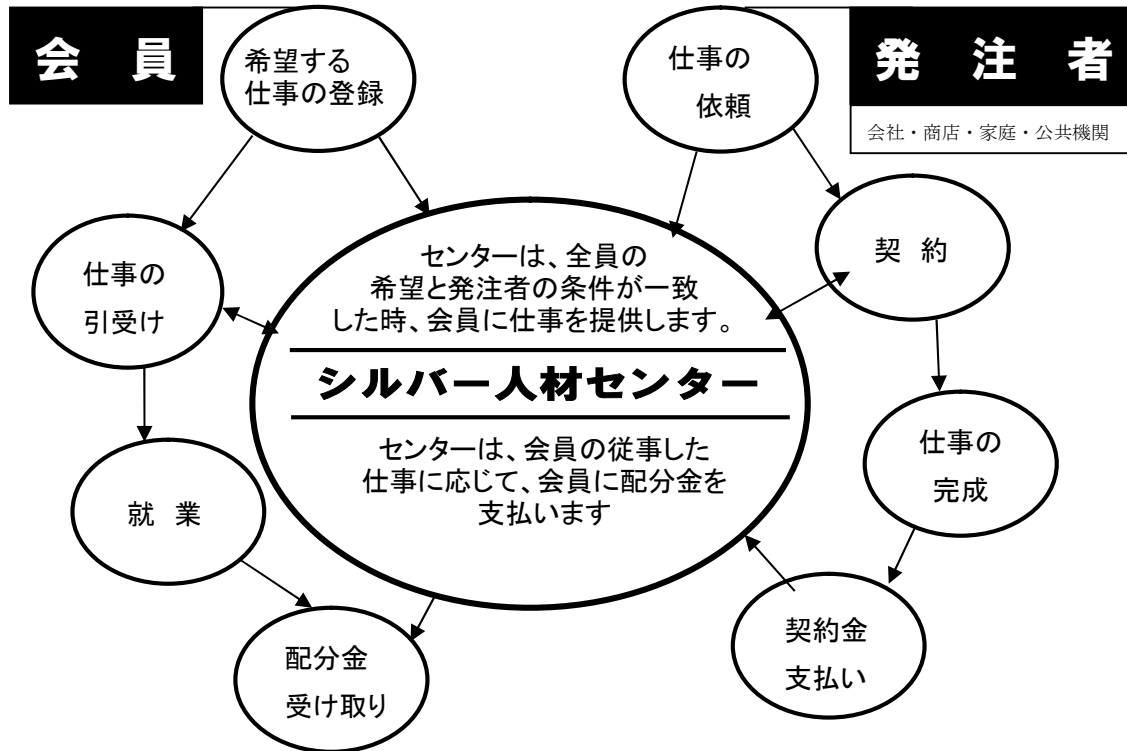 会 員
希望する
仕事の登録
仕事の
引受け
就 業
配分金
受け取り
センターは、全員の
希望と発注者の条件が一致
した時、会員に仕事を提供します。
シルバー人材センター
センターは、会員の従事した
仕事に応じて、会員に配分金を
支払います
発 注 者
会社・商店・家庭・公共機関
仕事の
依頼
契 約
仕事の
完成
契約金
支払い